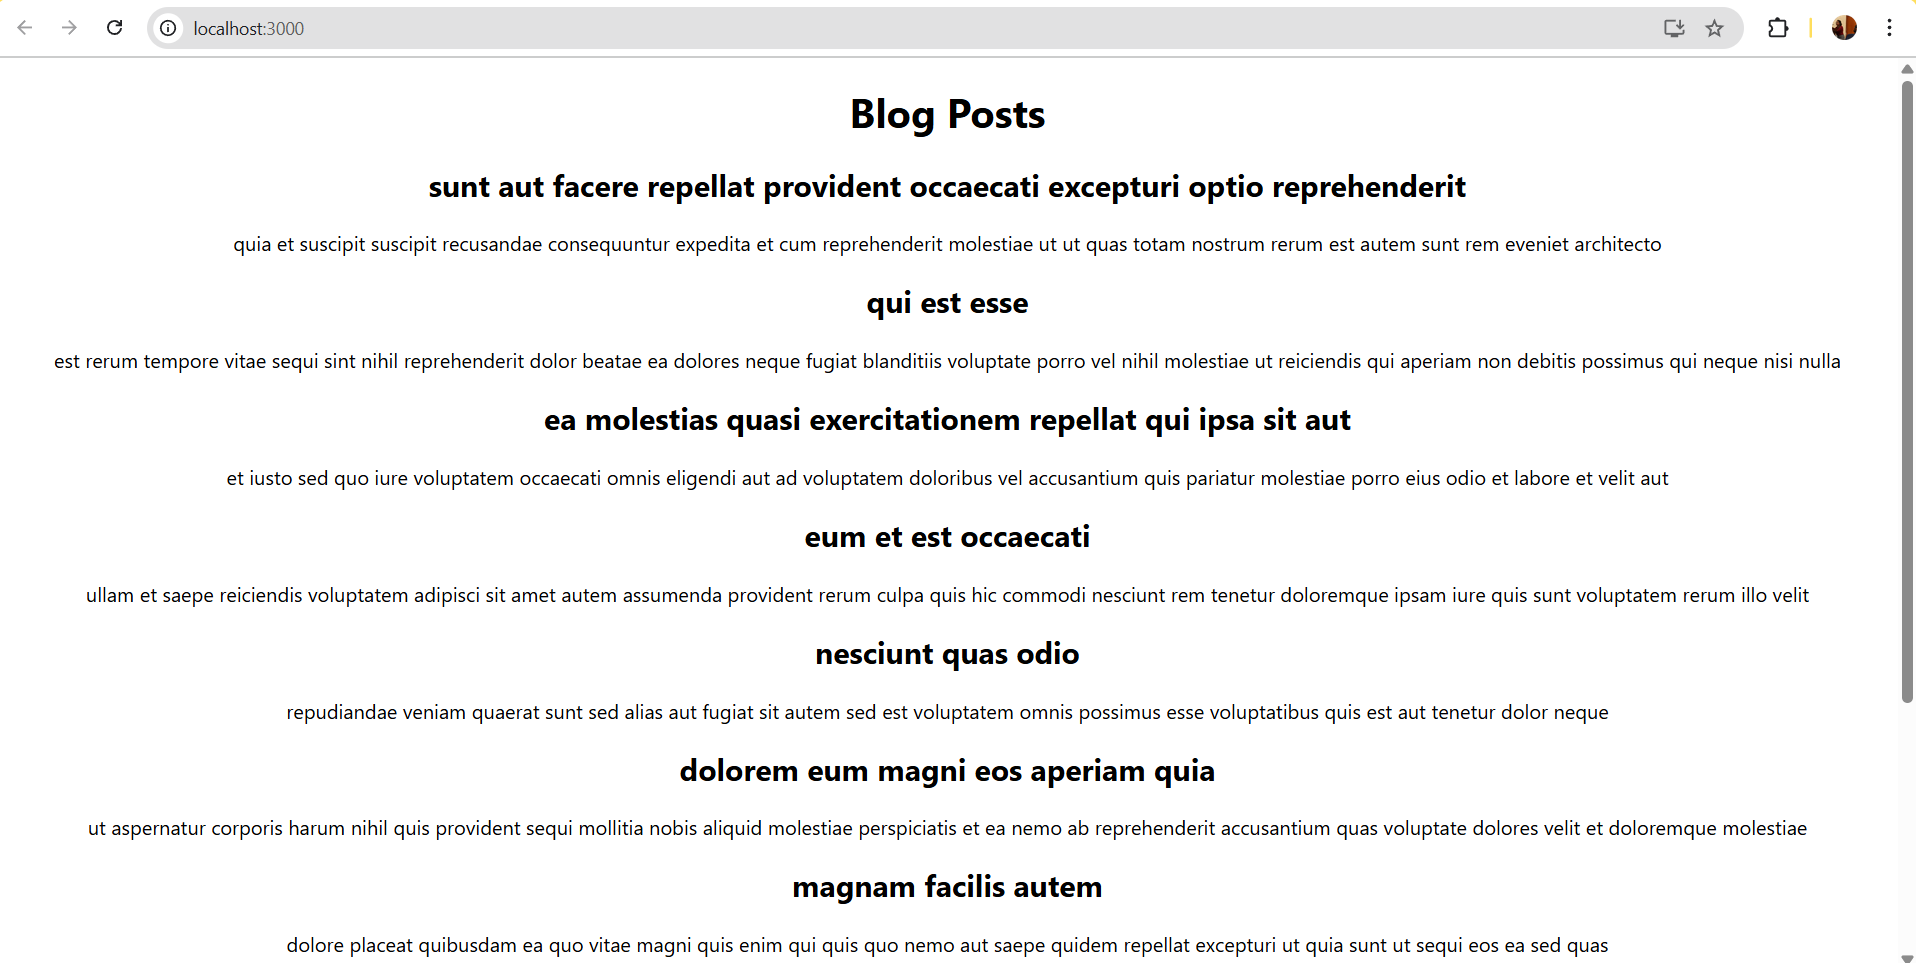 localhost:3000
Blog Posts
sunt aut facere repellat provident occaecati excepturi optio reprehenderit
quia et suscipit suscipit recusandae consequuntur expedita et cum reprehenderit molestiae ut ut quas totam nostrum rerum est autem sunt rem eveniet architecto
qui est esse
est rerum tempore vitae sequi sint nihil reprehenderit dolor beatae ea dolores neque fugiat blanditiis voluptate porro vel nihil molestiae ut reiciendis qui aperiam non debitis possimus qui neque nisi nulla
ea molestias quasi exercitationem repellat qui ipsa sit aut
et iusto sed quo iure voluptatem occaecati omnis eligendi aut ad voluptatem doloribus vel accusantium quis pariatur molestiae porro eius odio et labore et velit aut
eum et est occaecati
ullam et saepe reiciendis voluptatem adipisci sit amet autem assumenda provident rerum culpa quis hic commodi nesciunt rem tenetur doloremque ipsam iure quis sunt voluptatem rerum illo velit
nesciunt quas odio
repudiandae veniam quaerat sunt sed alias aut fugiat sit autem sed est voluptatem omnis possimus esse voluptatibus quis est aut tenetur dolor neque
dolorem eum magni eos aperiam quia
ut aspernatur corporis harum nihil quis provident sequi mollitia nobis aliquid molestiae perspiciatis et ea nemo ab reprehenderit accusantium quas voluptate dolores velit et doloremque molestiae
magnam facilis autem
dolore placeat quibusdam ea quo vitae magni quis enim qui quis quo nemo aut saepe quidem repellat excepturi ut quia sunt ut sequi eos ea sed quas